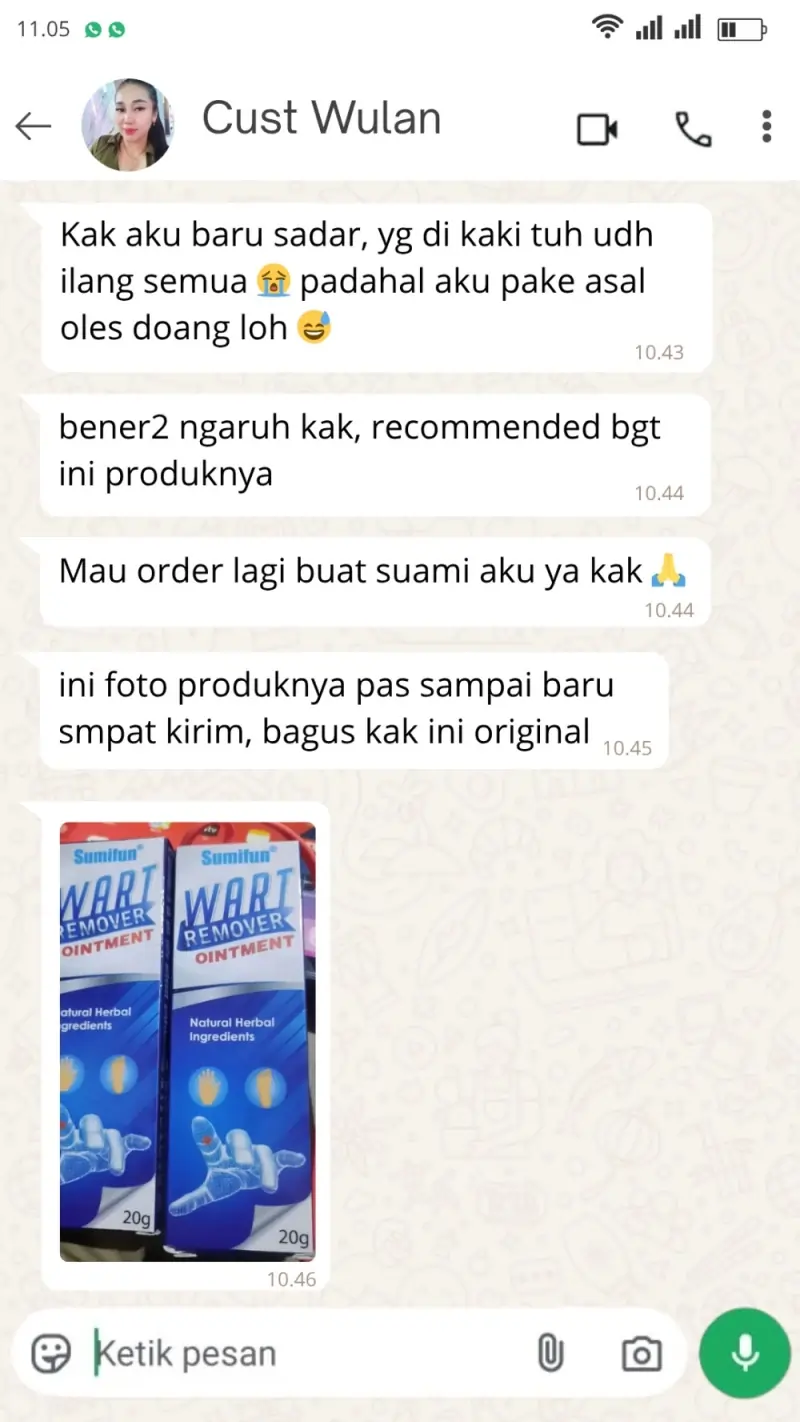 11.05
Cust Wulan
Kak aku baru sadar, yg di kaki tuh udh
ilang semua 😭 padahal aku pake asal
oles doang loh 😅
10.43
bener2 ngaruh kak, recommended bgt
ini produknya
10.44
Mau order lagi buat suami aku ya kak 🙏
10.44
ini foto produknya pas sampai baru
smpat kirim, bagus kak ini original
10.45
Sumifun®
WART
REMOVER
OINTMENT
atural Herbal
gredients
20g
Sumifun®
WART
REMOVER
OINTMENT
Natural Herbal
Ingredients
20g
10.46
Ketik pesan